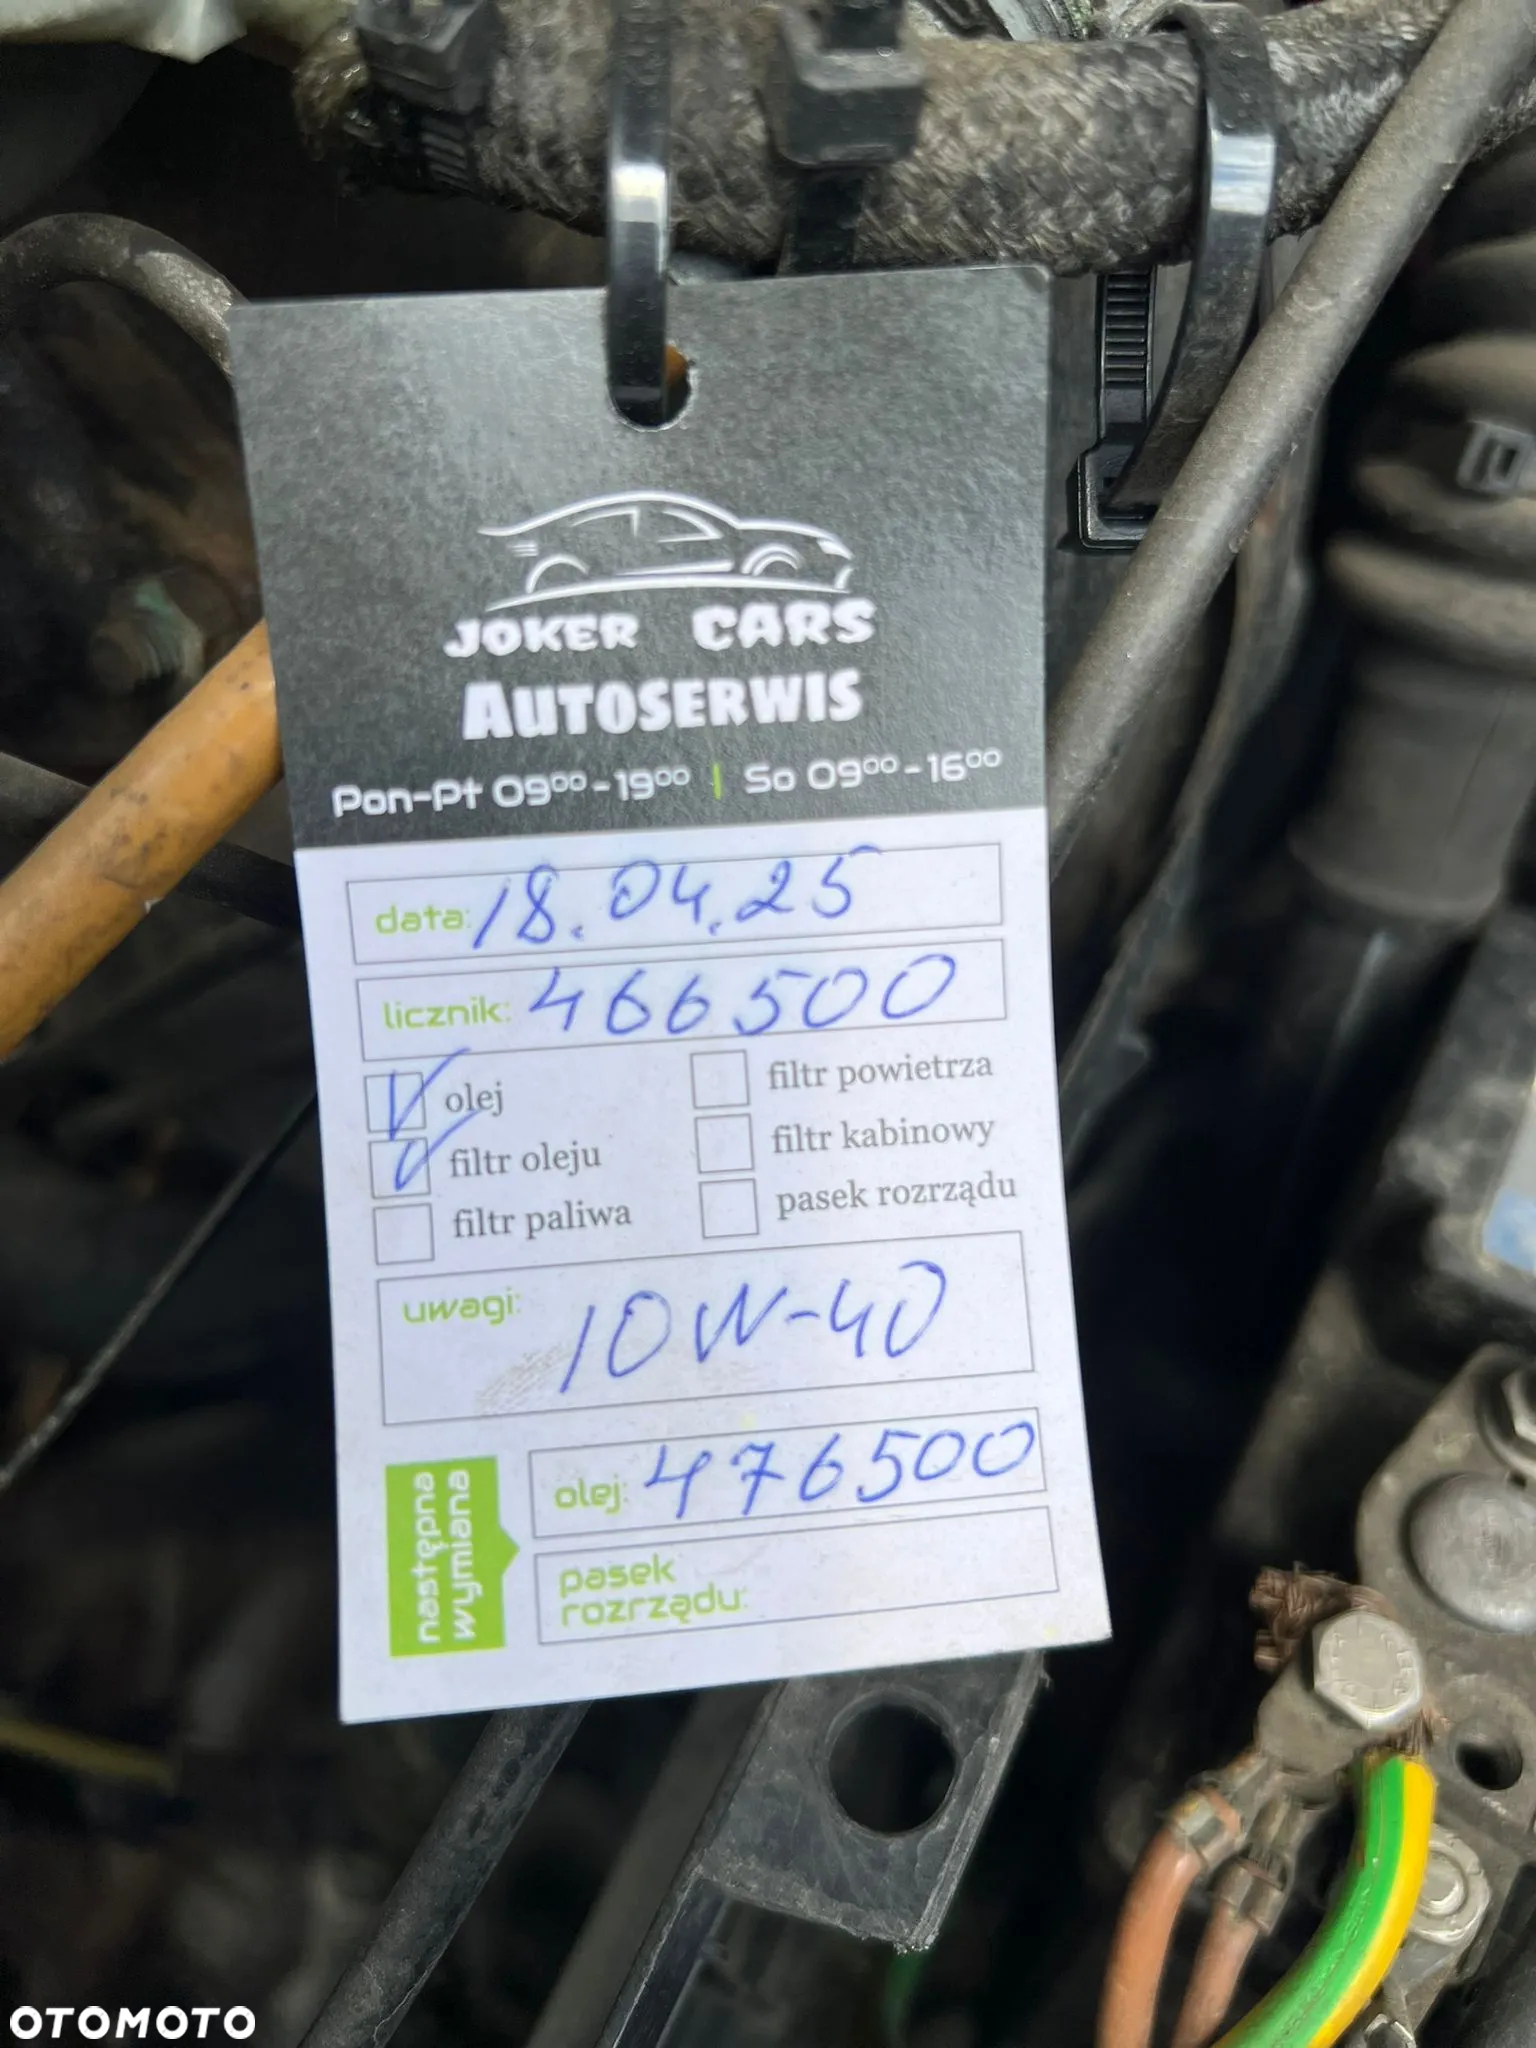 JOKER CARS
AUTOSERWIS
Pon-Pt 09⁰⁰-19⁰⁰ | So 09⁰⁰-16⁰⁰
data: 18.04.25
licznik: 466500
olej
filtr powietrza
filtr oleju
filtr kabinowy
filtr paliwa
pasek rozrządu
uwagi: 10W-40
następna
wymiana
olej: 476500
pasek
rozrządu:
OTOMOTO